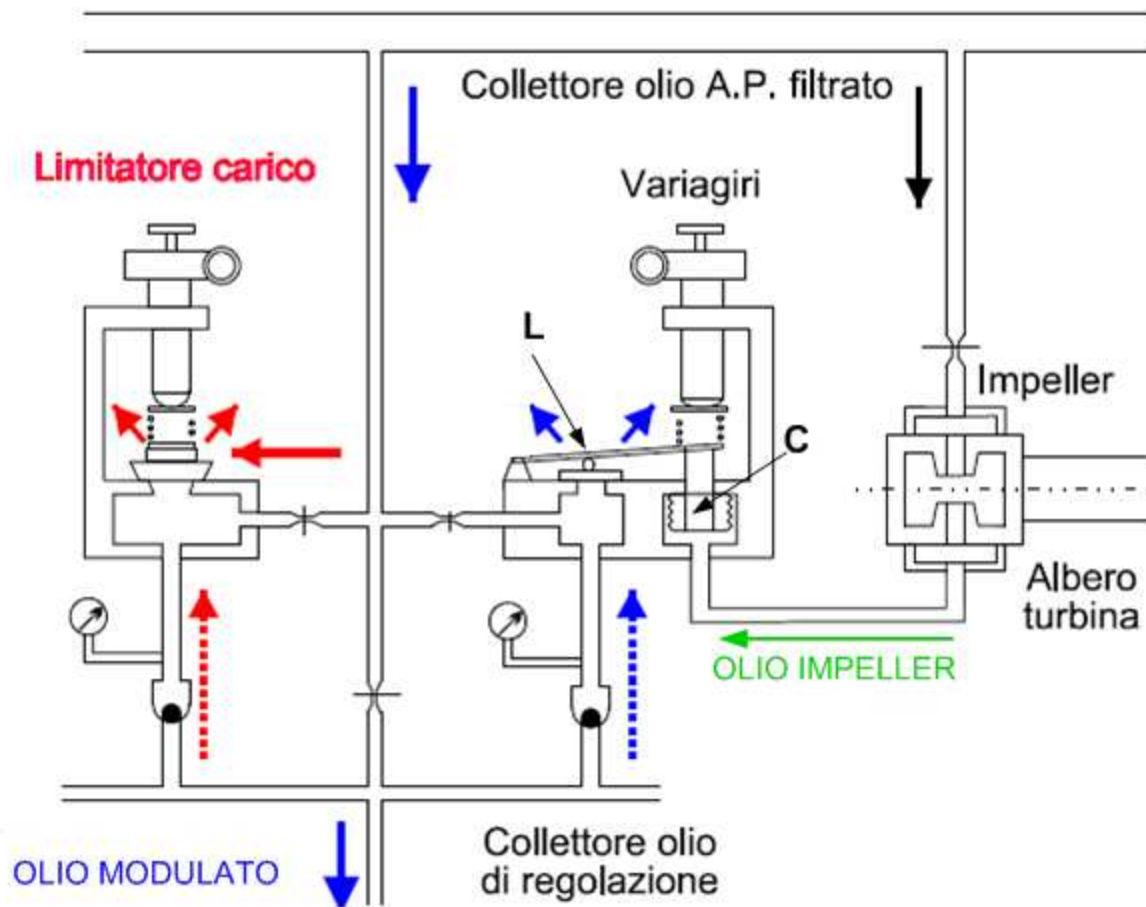 Collettore olio A.P. filtrato
Limitatore carico
Variagiri
L
Impeller
C
Albero
turbina
OLIO IMPELLER
Collettore olio
di regolazione
OLIO MODULATO